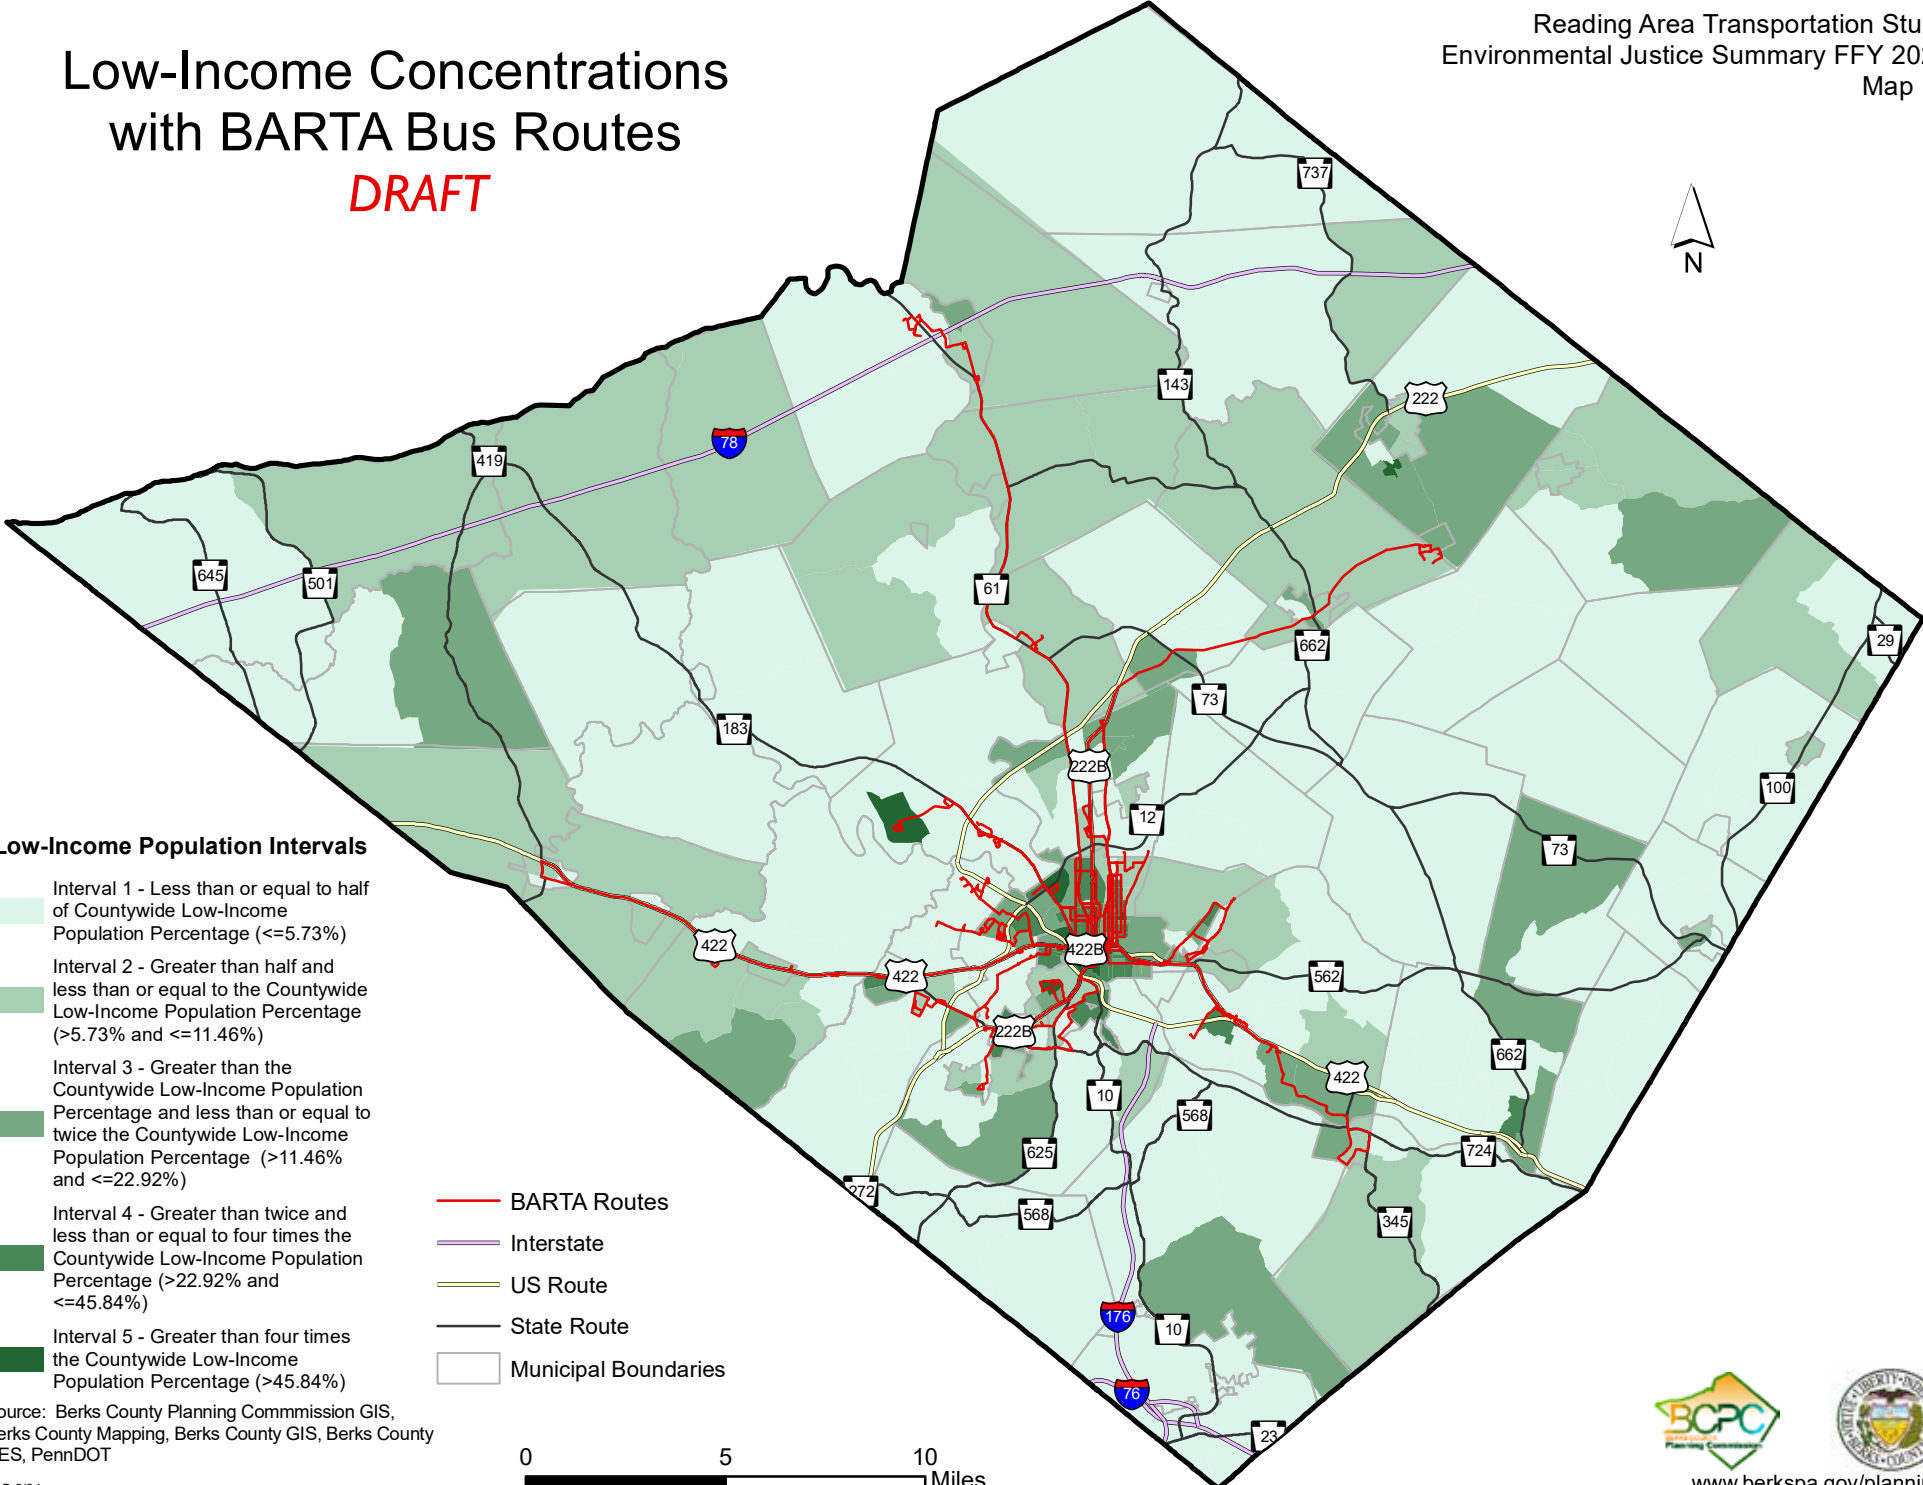 Low-Income Concentrations
with BARTA Bus Routes
DRAFT
Reading Area Transportation Stu
Environmental Justice Summary FFY 202
Map
N
737
143
222
78
419
645
501
61
662
29
73
183
222B
12
100
73
422
422
422B
562
222B
662
422
10
568
625
724
272
568
345
176
10
76
23
Low-Income Population Intervals
Interval 1 - Less than or equal to half
of Countywide Low-Income
Population Percentage (<=5.73%)
Interval 2 - Greater than half and
less than or equal to the Countywide
Low-Income Population Percentage
(>5.73% and <=11.46%)
Interval 3 - Greater than the
Countywide Low-Income Population
Percentage and less than or equal to
twice the Countywide Low-Income
Population Percentage (>11.46%
and <=22.92%)
Interval 4 - Greater than twice and
less than or equal to four times the
Countywide Low-Income Population
Percentage (>22.92% and
<=45.84%)
Interval 5 - Greater than four times
the Countywide Low-Income
Population Percentage (>45.84%)
BARTA Routes
Interstate
US Route
State Route
Municipal Boundaries
ource: Berks County Planning Commmission GIS,
erks County Mapping, Berks County GIS, Berks County
ES, PennDOT
0 5 10
Miles
BCPC
Planning Commission
www.berkspa.gov/plannin